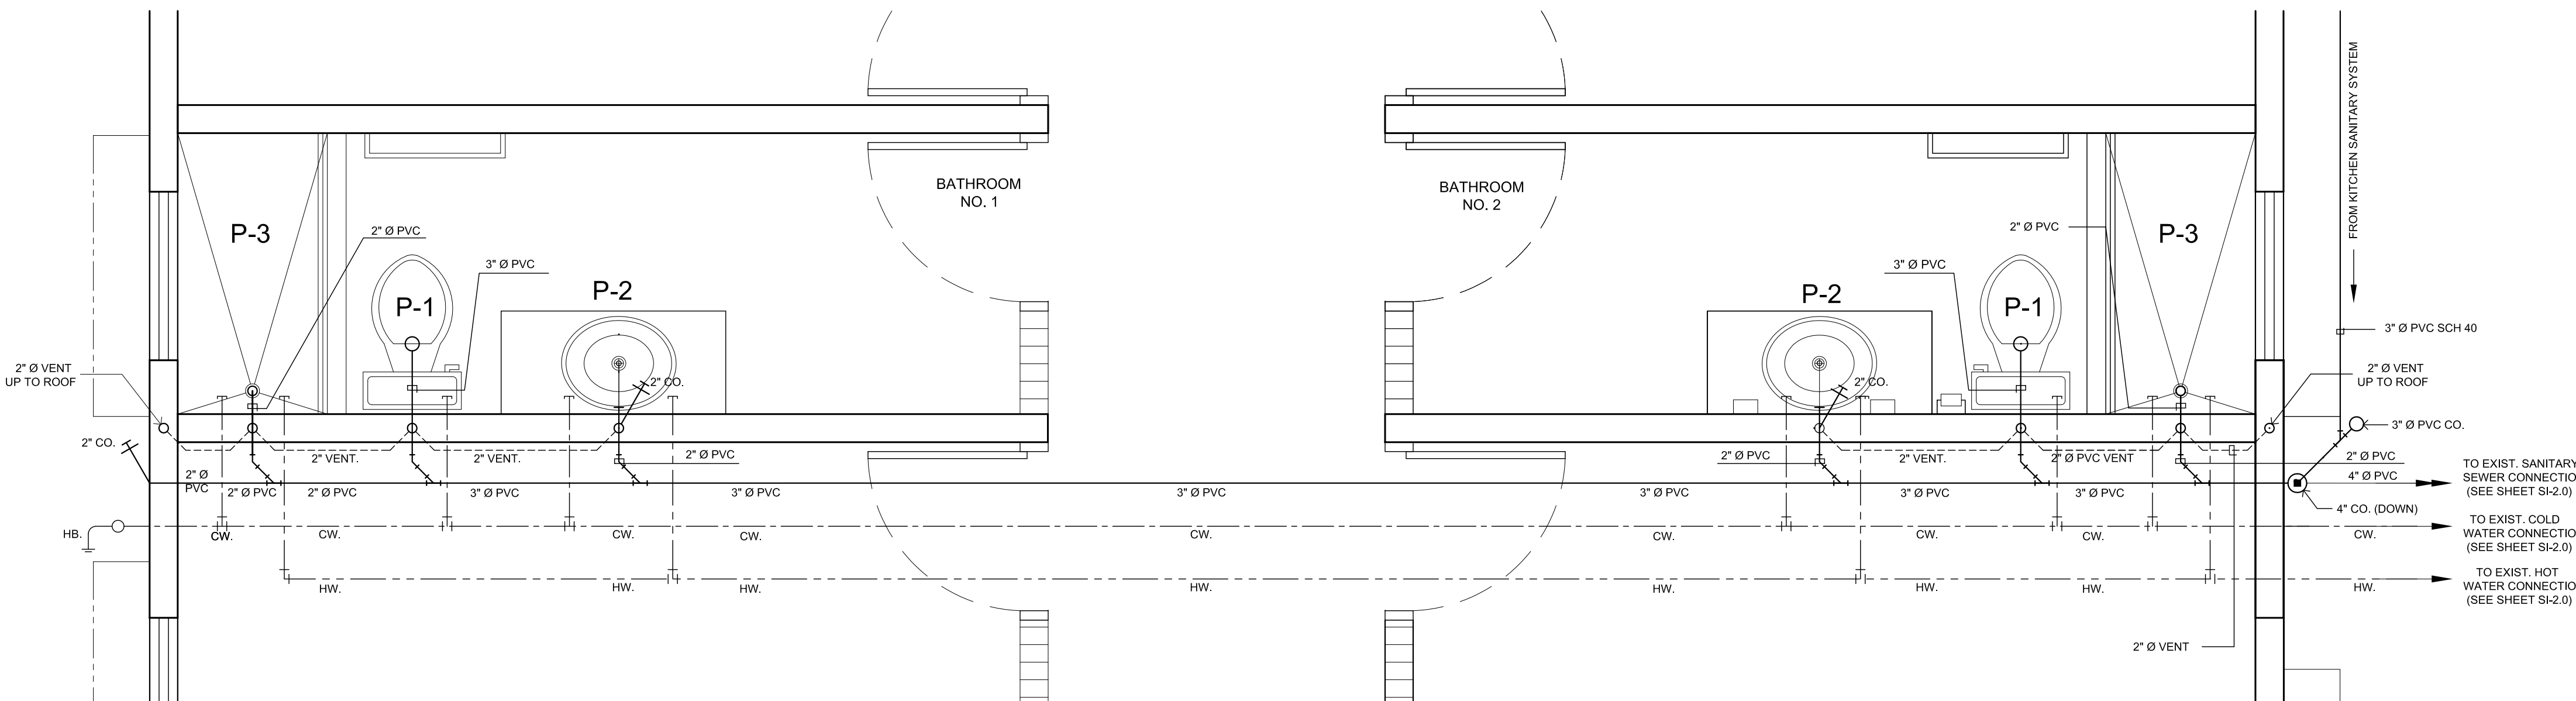 FROM KITCHEN SANITARY SYSTEM
BATHROOM
NO. 1
BATHROOM
NO. 2
P-3
2" Ø PVC
3" Ø PVC
P-1
P-2
2" CO.
2" Ø VENT
UP TO ROOF
2" CO.
2" Ø
PVC
2" Ø PVC
2" VENT.
2" Ø PVC
2" VENT.
3" Ø PVC
2" Ø PVC
3" Ø PVC
3" Ø PVC
HB.
CW.
CW.
CW.
CW.
CW.
HW.
HW.
HW.
HW.
2" Ø PVC
P-3
3" Ø PVC
P-2
P-1
2" CO.
3" Ø PVC SCH 40
2" Ø VENT
UP TO ROOF
3" Ø PVC CO.
2" Ø PVC
2" VENT.
2" Ø PVC VENT
2" Ø PVC
3" Ø PVC
3" Ø PVC
3" Ø PVC
4" Ø PVC
TO EXIST. SANITARY
SEWER CONNECTIO
(SEE SHEET SI-2.0)
4" CO. (DOWN)
TO EXIST. COLD
WATER CONNECTIO
(SEE SHEET SI-2.0)
CW.
CW.
CW.
CW.
TO EXIST. HOT
WATER CONNECTIO
(SEE SHEET SI-2.0)
HW.
HW.
HW.
HW.
2" Ø VENT